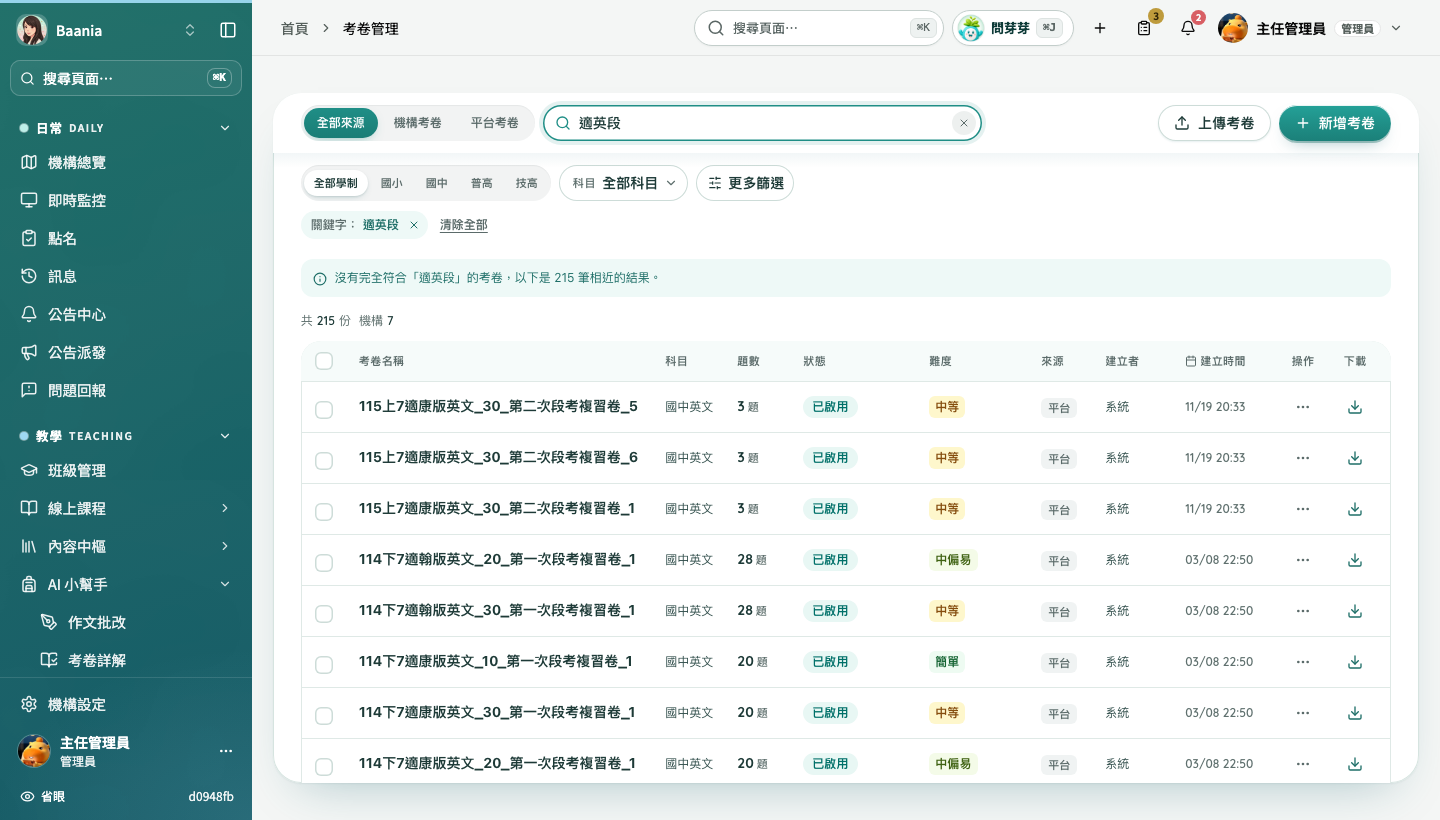 Baania
搜尋頁面… ⌘K
日常 DAILY
機構總覽
即時監控
點名
訊息
公告中心
公告派發
問題回報
教學 TEACHING
班級管理
線上課程
內容中樞
AI 小幫手
作文批改
考卷詳解
機構設定
主任管理員
管理員
省眼 d0948fb
首頁 > 考卷管理
搜尋頁面… ⌘K
問芽芽 ⌘J
3
2
主任管理員 管理員
全部來源 機構考卷 平台考卷
適英段
上傳考卷
新增考卷
全部學制 國小 國中 普高 技高
科目 全部科目
更多篩選
關鍵字： 適英段 × 清除全部
沒有完全符合「適英段」的考卷，以下是 215 筆相近的結果。
共 215 份 機構 7
考卷名稱 科目 題數 狀態 難度 來源 建立者 建立時間 操作 下載
115上7適康版英文_30_第二次段考複習卷_5 國中英文 3 題 已啟用 中等 平台 系統 11/19 20:33
115上7適康版英文_30_第二次段考複習卷_6 國中英文 3 題 已啟用 中等 平台 系統 11/19 20:33
115上7適康版英文_30_第二次段考複習卷_1 國中英文 3 題 已啟用 中等 平台 系統 11/19 20:33
114下7適翰版英文_20_第一次段考複習卷_1 國中英文 28 題 已啟用 中偏易 平台 系統 03/08 22:50
114下7適翰版英文_30_第一次段考複習卷_1 國中英文 28 題 已啟用 中等 平台 系統 03/08 22:50
114下7適康版英文_10_第一次段考複習卷_1 國中英文 20 題 已啟用 簡單 平台 系統 03/08 22:50
114下7適康版英文_30_第一次段考複習卷_1 國中英文 20 題 已啟用 中等 平台 系統 03/08 22:50
114下7適康版英文_20_第一次段考複習卷_1 國中英文 20 題 已啟用 中偏易 平台 系統 03/08 22:50